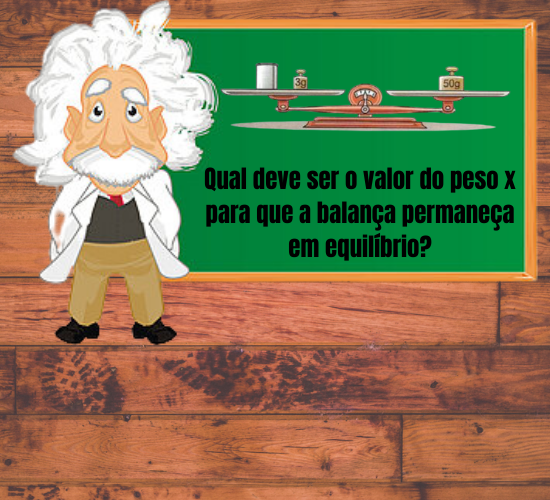 3g
50g
Qual deve ser o valor do peso x
para que a balança permaneça
em equilíbrio?